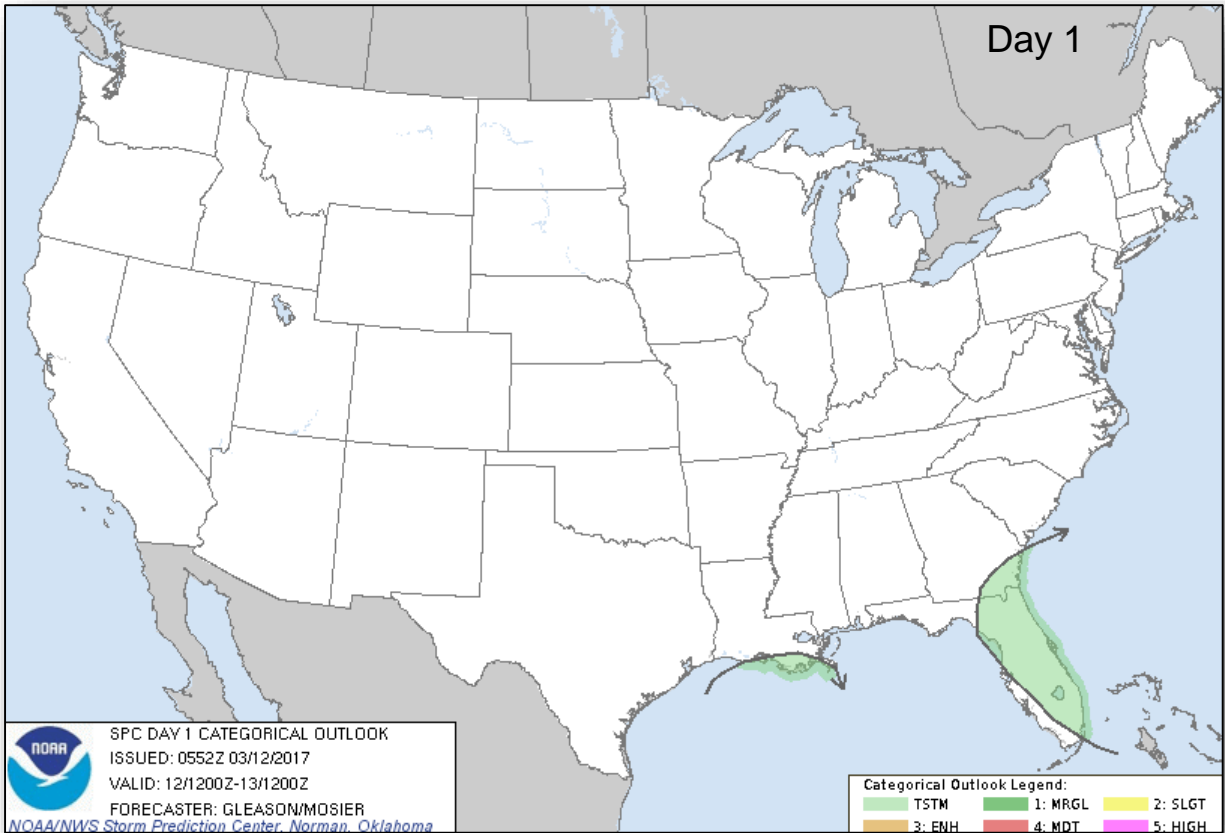 Day 1
NOAA
SPC DAY 1 CATEGORICAL OUTLOOK
ISSUED: 0552Z 03/12/2017
VALID: 12/1200Z-13/1200Z
FORECASTER: GLEASON/MOSIER
NOAA/NWS Storm Prediction Center, Norman, Oklahoma
Categorical Outlook Legend:
TSTM 1: MRGL 2: SLGT
3: ENH 4: MDT 5: HIGH